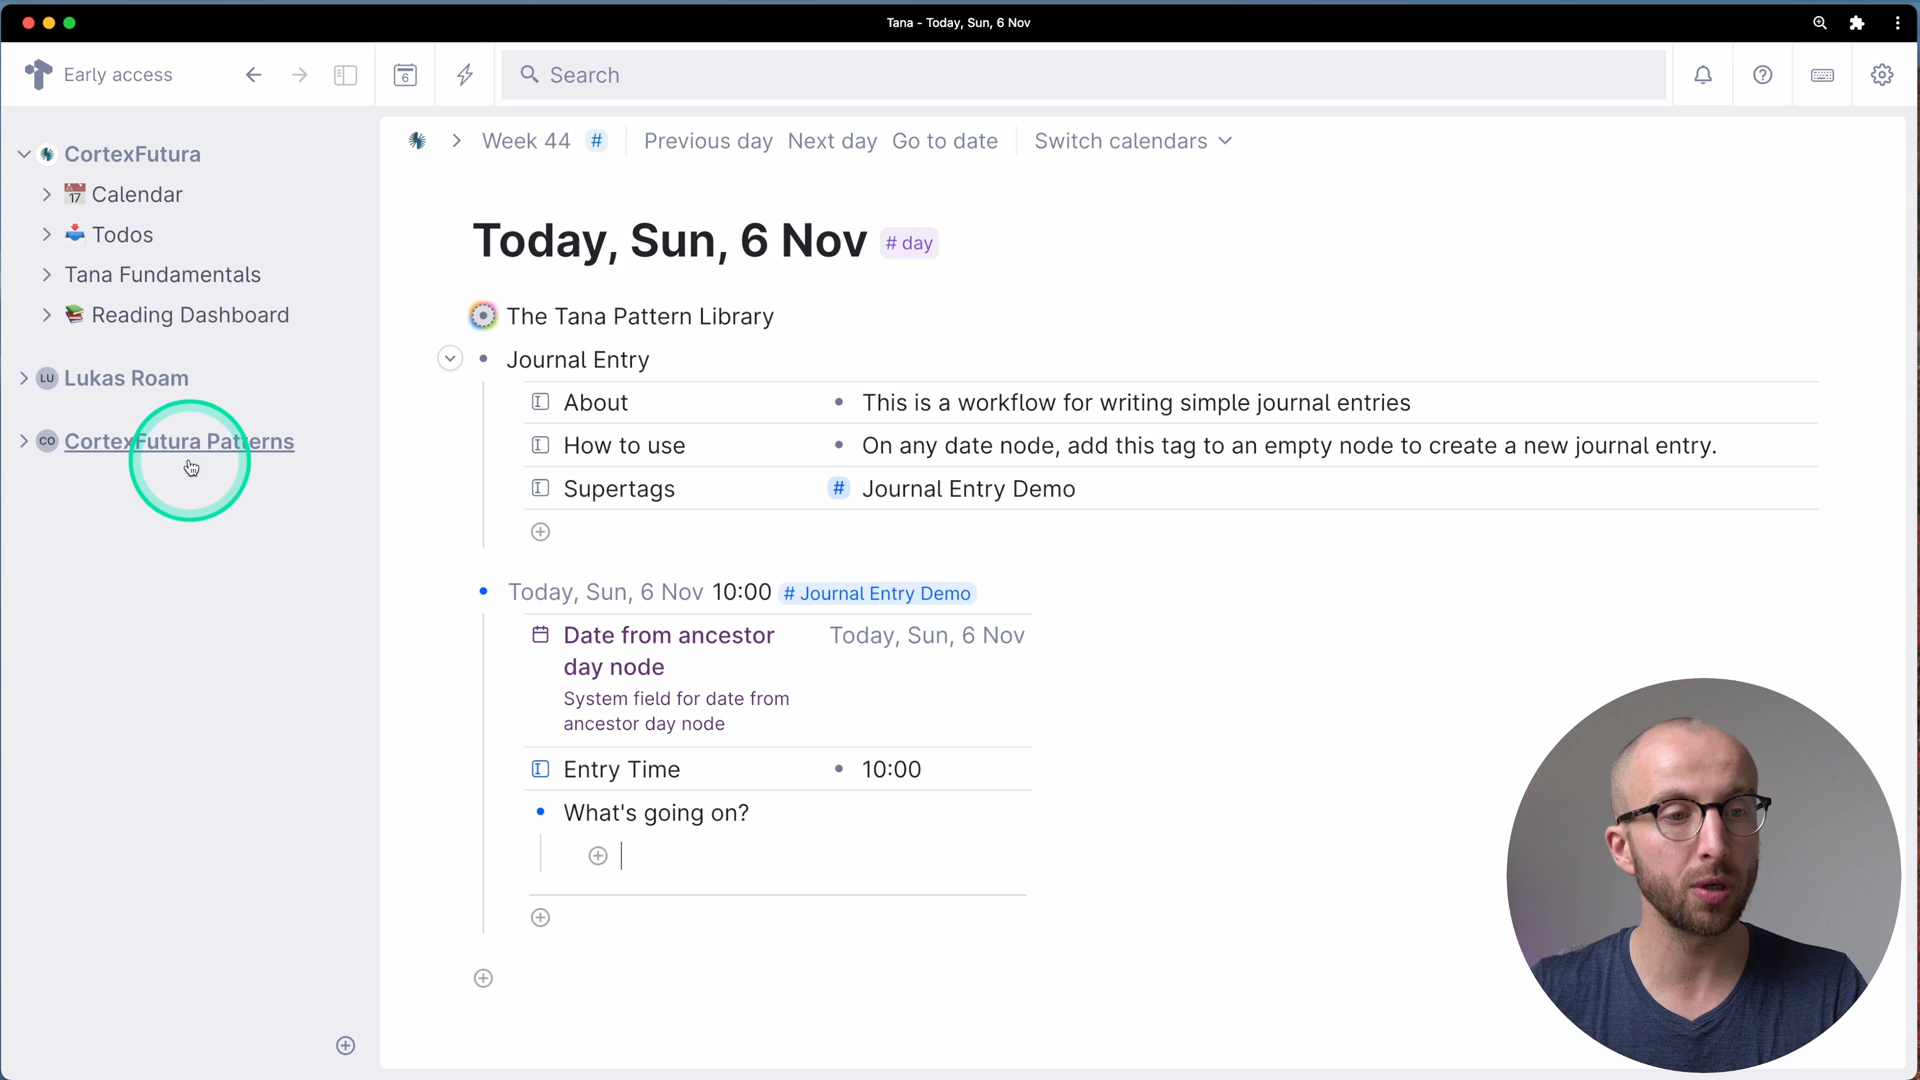 Tana - Today, Sun, 6 Nov
Early access
6
Search
CortexFutura
17 Calendar
Todos
Tana Fundamentals
Reading Dashboard
LU Lukas Roam
CO CortexFutura Patterns
Week 44 # Previous day Next day Go to date Switch calendars
Today, Sun, 6 Nov # day
The Tana Pattern Library
Journal Entry
About
This is a workflow for writing simple journal entries
How to use
On any date node, add this tag to an empty node to create a new journal entry.
Supertags
# Journal Entry Demo
Today, Sun, 6 Nov 10:00 # Journal Entry Demo
Date from ancestor
day node
Today, Sun, 6 Nov
System field for date from
ancestor day node
Entry Time
10:00
What's going on?